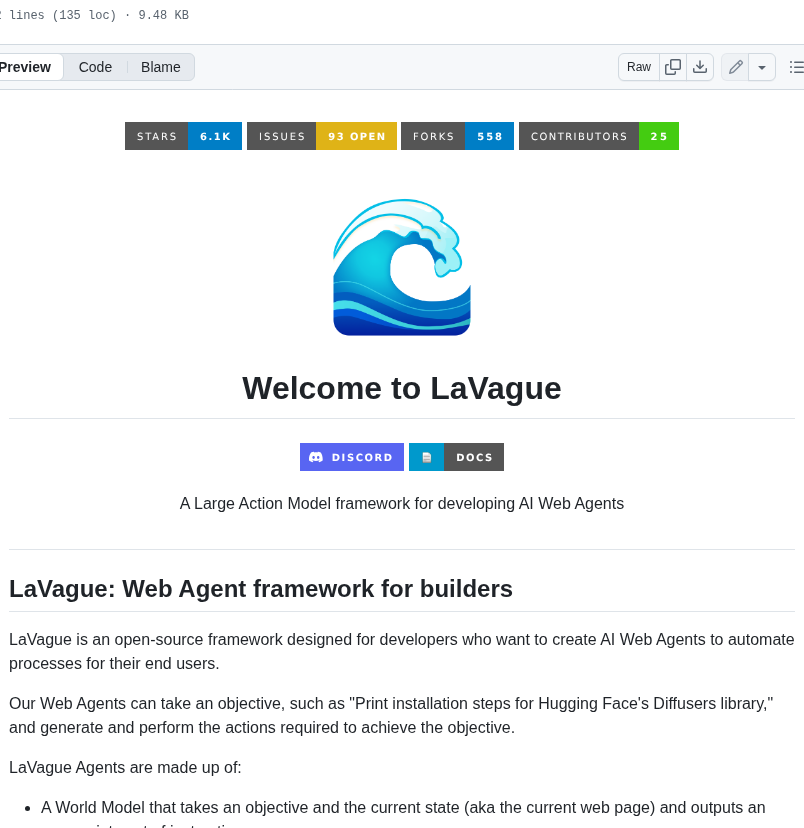 lines (135 loc) · 9.48 KB
Preview Code Blame Raw
STARS 6.1K ISSUES 93 OPEN FORKS 558 CONTRIBUTORS 25
Welcome to LaVague
DISCORD DOCS
A Large Action Model framework for developing AI Web Agents
LaVague: Web Agent framework for builders
LaVague is an open-source framework designed for developers who want to create AI Web Agents to automate
processes for their end users.
Our Web Agents can take an objective, such as "Print installation steps for Hugging Face's Diffusers library,"
and generate and perform the actions required to achieve the objective.
LaVague Agents are made up of:
• A World Model that takes an objective and the current state (aka the current web page) and outputs an